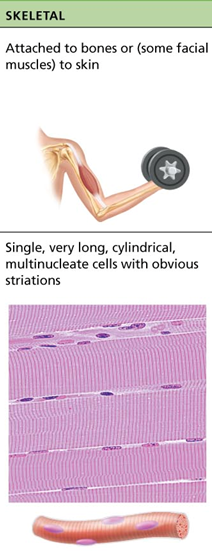 SKELETAL
Attached to bones or (some facial
muscles) to skin
Single, very long, cylindrical,
multinucleate cells with obvious
striations